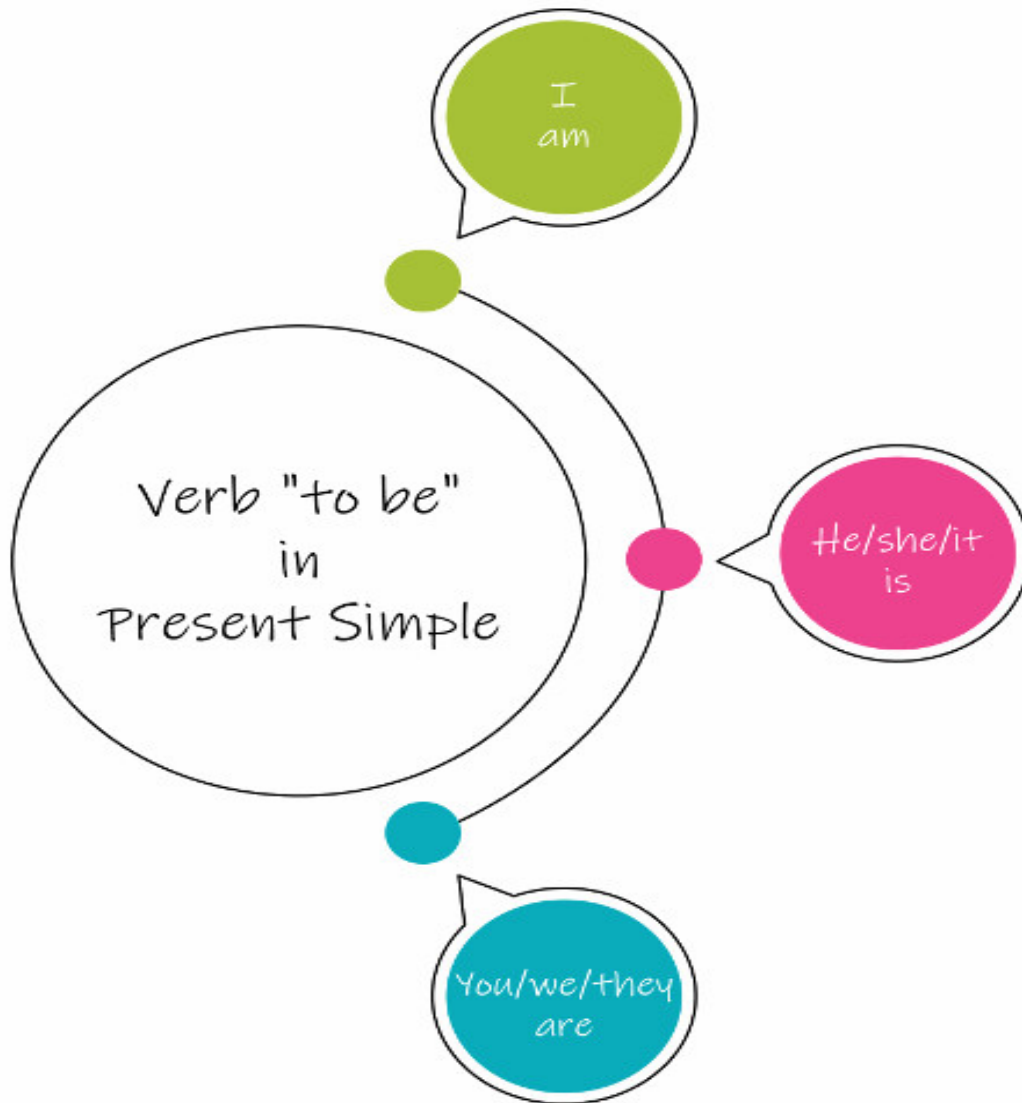 I
am
Verb "to be"
in
Present Simple
He/she/it
is
You/we/they
are